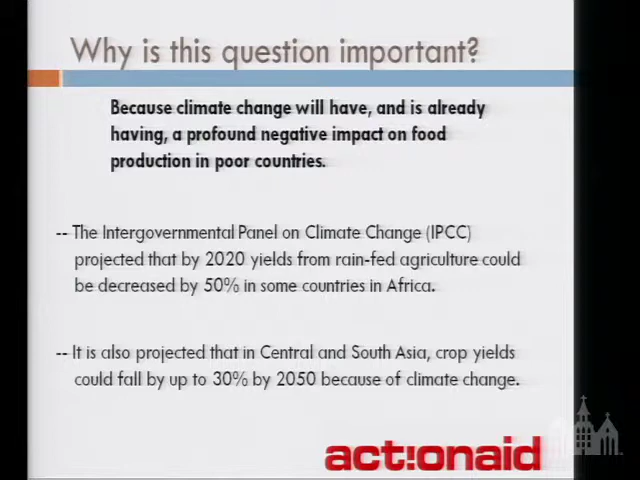 Why is this question important?
Because climate change will have, and is already
having, a profound negative impact on food
production in poor countries.
-- The Intergovernmental Panel on Climate Change (IPCC)
projected that by 2020 yields from rain-fed agriculture could
be decreased by 50% in some countries in Africa.
-- It is also projected that in Central and South Asia, crop yields
could fall by up to 30% by 2050 because of climate change.
act!onaid